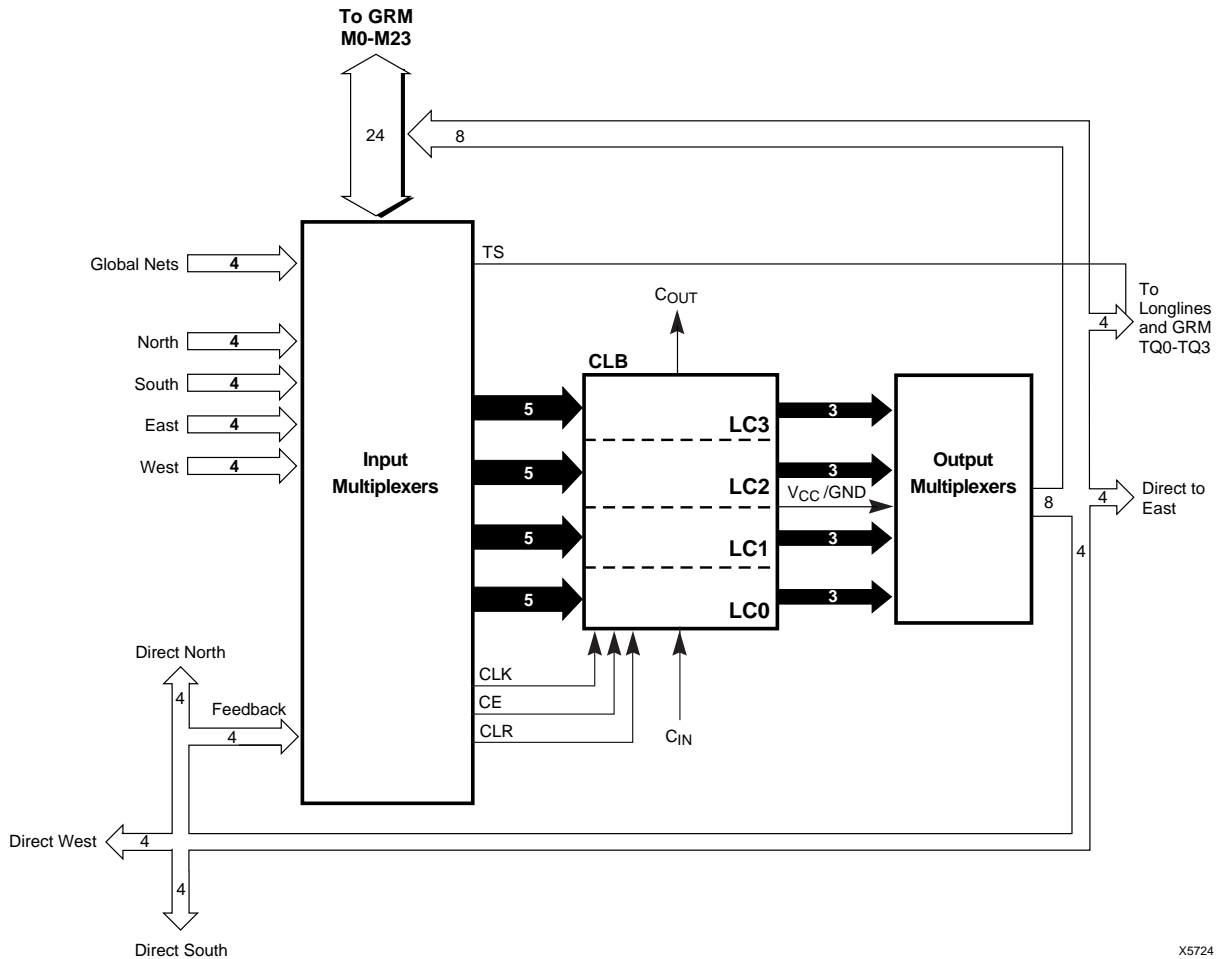 To GRM
M0-M23
24
8
Global Nets
4
TS
North
4
South
4
East
4
West
4
Input
Multiplexers
COUT
CLB
5
5
5
5
LC3
LC2
LC1
LC0
3
3
VCC /GND
3
3
Output
Multiplexers
4
To
Longlines
and GRM
TQ0-TQ3
8
4
Direct to
East
4
CLK
CE
CLR
CIN
Direct North
4
Feedback
4
Direct West
4
4
Direct South
X5724